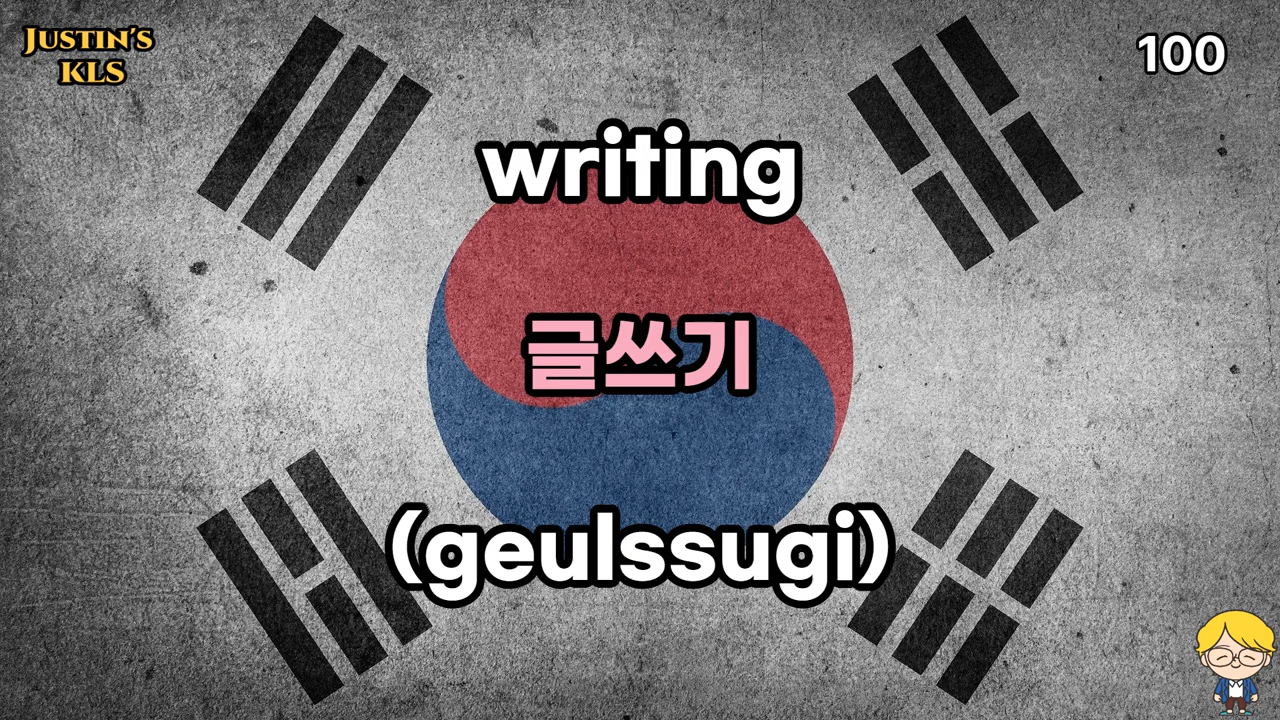 JUSTIN'S
KLS
100
writing
글쓰기
(geulssugi)